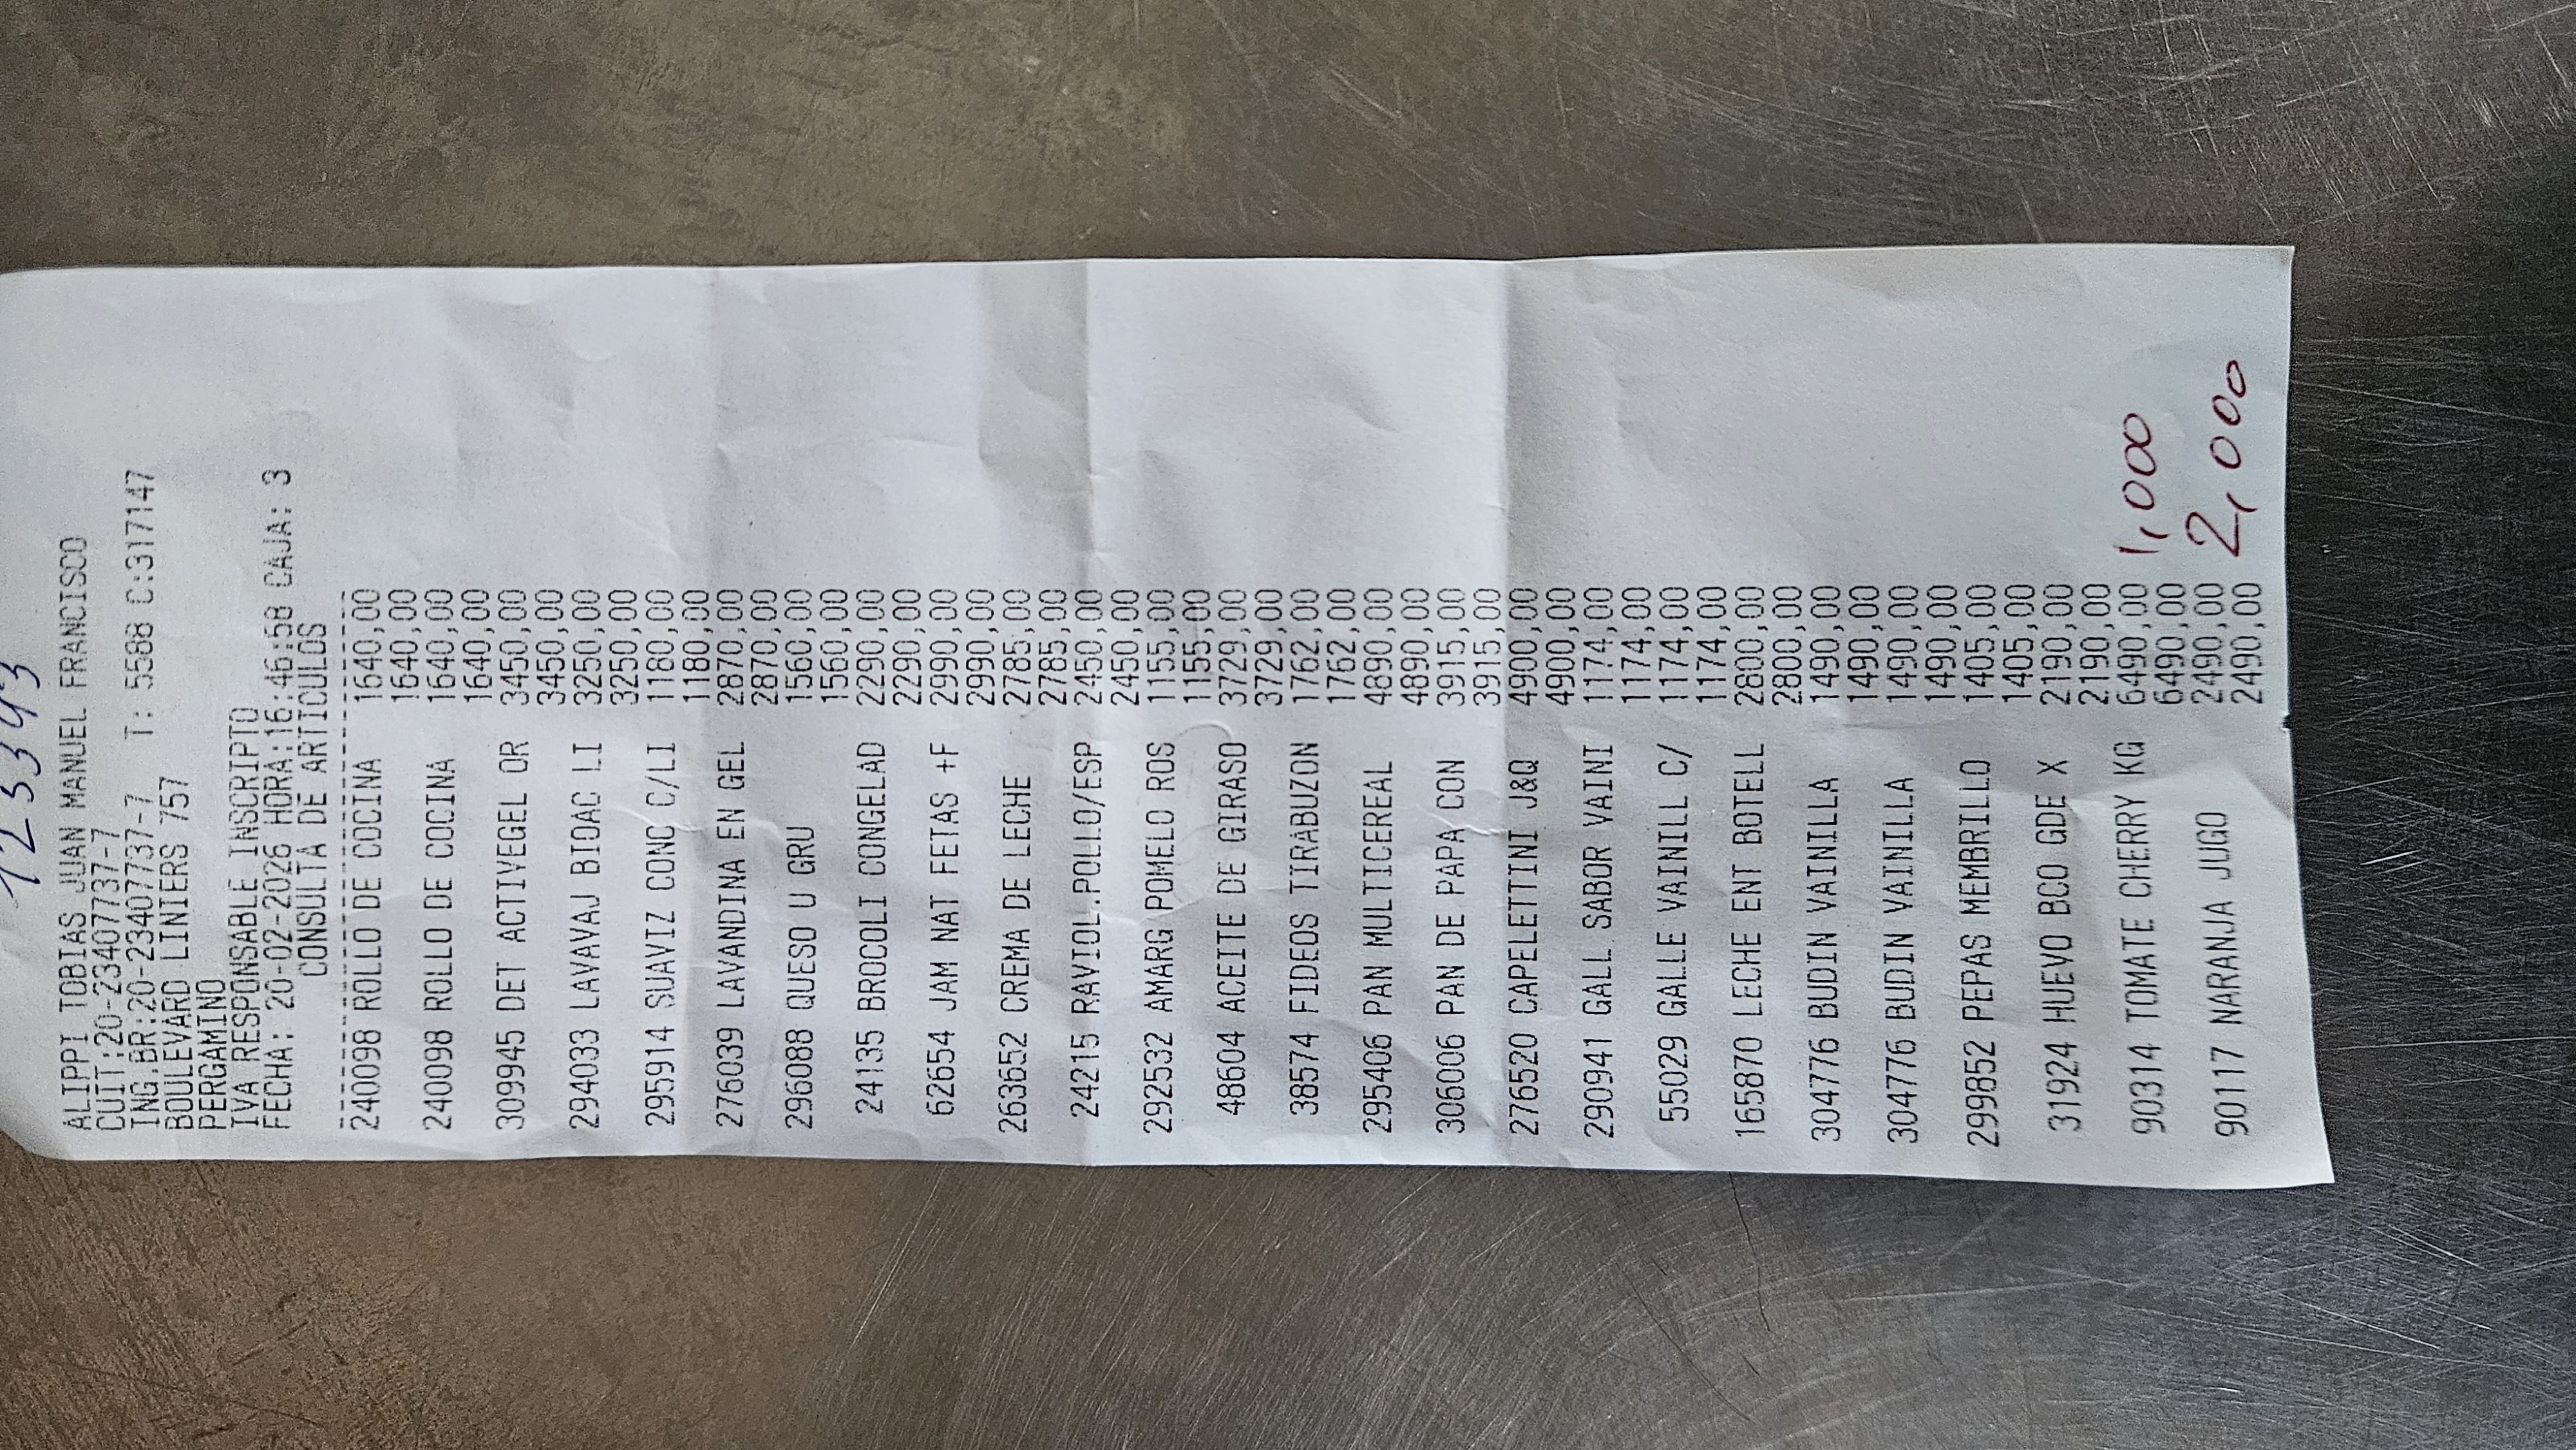 ALIPPI TOBIAS JUAN MANUEL FRANCISCO
CUIT:20-23407737-7
ING.BR:20-23407737-7 T: 5588 C:317147
BOULEVARD LINIERS 757
PERGAMINO
IVA RESPONSABLE INSCRIPTO
FECHA: 20-02-2026 HORA:16:46:58 CAJA: 3
CONSULTA DE ARTICULOS
240098 ROLLO DE COCINA 1640,00
1640,00
240098 ROLLO DE COCINA 1640,00
1640,00
309945 DET ACTIVEGEL OR 3450,00
3450,00
294033 LAVAVAJ BIOAC LI 3250,00
3250,00
295914 SUAVIZ CONC C/LI 1180,00
1180,00
276039 LAVANDINA EN GEL 2870,00
2870,00
296088 QUESO U GRU 1560,00
1560,00
24135 BROCOLI CONGELAD 2290,00
2290,00
62654 JAM NAT FETAS +F 2990,00
2990,00
263652 CREMA DE LECHE 2785,00
2785,00
24215 RAVIOL.POLLO/ESP 2450,00
2450,00
292532 AMARG POMELO ROS 1155,00
1155,00
48604 ACEITE DE GIRASO 3729,00
3729,00
38574 FIDEOS TIRABUZON 1762,00
1762,00
295406 PAN MULTICEREAL 4890,00
4890,00
306006 PAN DE PAPA CON 3915,00
3915,00
276520 CAPELETTINI J&Q 4900,00
4900,00
290941 GALL SABOR VAINI 1174,00
1174,00
55029 GALLE VAINILL C/ 1174,00
1174,00
165870 LECHE ENT BOTELL 2800,00
2800,00
304776 BUDIN VAINILLA 1490,00
1490,00
304776 BUDIN VAINILLA 1490,00
1490,00
299852 PEPAS MEMBRILLO 1405,00
1405,00
31924 HUEVO BCO GDE X 2190,00
2190,00
90314 TOMATE CHERRY KG 6490,00 1,000
6490,00
90117 NARANJA JUGO 2490,00 2,000
2490,00